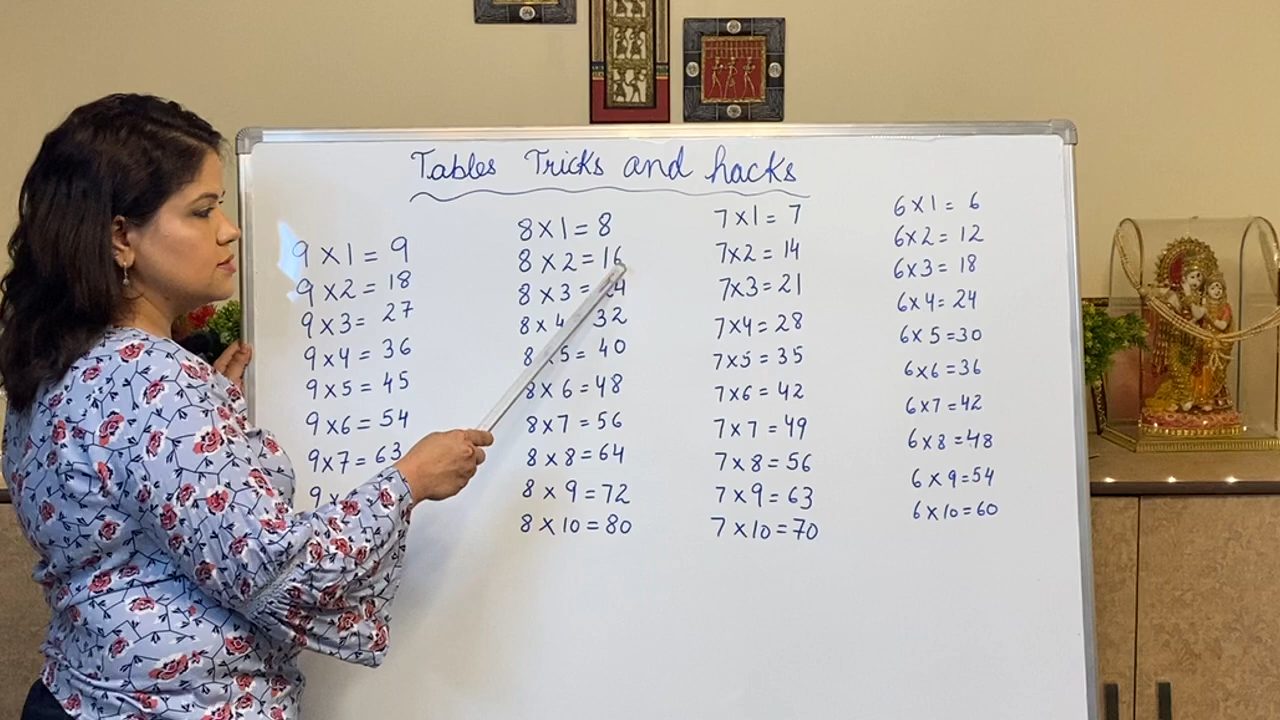 Tables Tricks and hacks
9 x 1 = 9
9 x 2 = 18
9 x 3 = 27
9 x 4 = 36
9 x 5 = 45
9 x 6 = 54
9 x 7 = 63
9 x
8 x 1 = 8
8 x 2 = 16
8 x 3 = 24
8 x 4 32
8 5 = 40
8 x 6 = 48
8 x 7 = 56
8 x 8 = 64
8 x 9 = 72
8 x 10 = 80
7 x 1 = 7
7 x 2 = 14
7 x 3 = 21
7 x 4 = 28
7 x 5 = 35
7 x 6 = 42
7 x 7 = 49
7 x 8 = 56
7 x 9 = 63
7 x 10 = 70
6 x 1 = 6
6 x 2 = 12
6 x 3 = 18
6 x 4 = 24
6 x 5 = 30
6 x 6 = 36
6 x 7 = 42
6 x 8 = 48
6 x 9 = 54
6 x 10 = 60